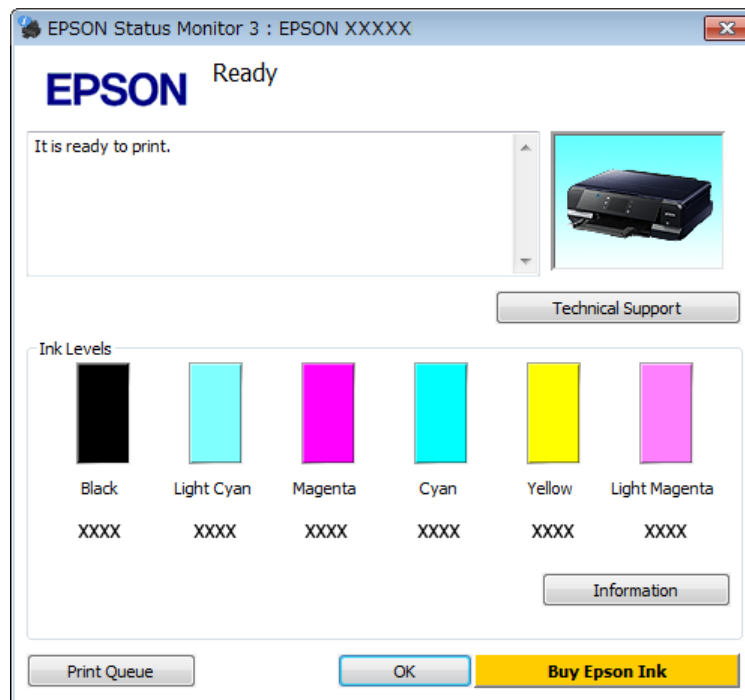 EPSON Status Monitor 3 : EPSON XXXXX
EPSON
Ready
It is ready to print.
Technical Support
Ink Levels
Black Light Cyan Magenta Cyan Yellow Light Magenta
XXXX XXXX XXXX XXXX XXXX XXXX
Information
Print Queue OK Buy Epson Ink